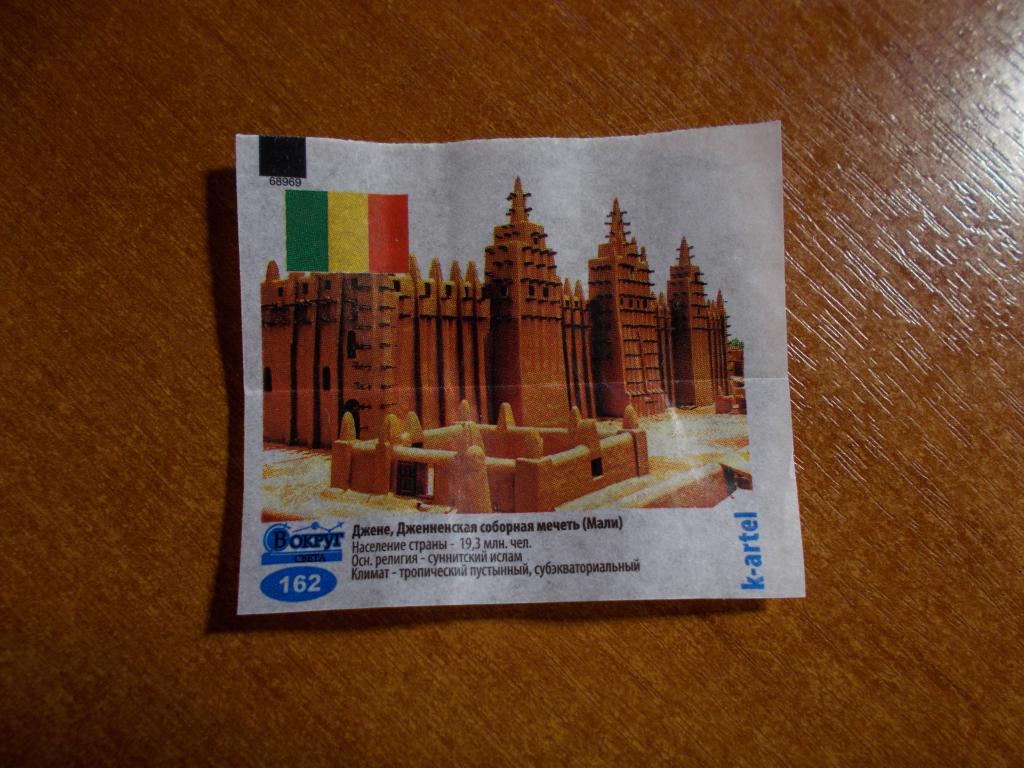 68969
Вокруг
СВЕТА
162
Джене, Дженненская соборная мечеть (Мали)
Население страны - 19,3 млн. чел.
Осн. религия - суннитский ислам
Климат - тропический пустынный, субэкваториальный
k-artel